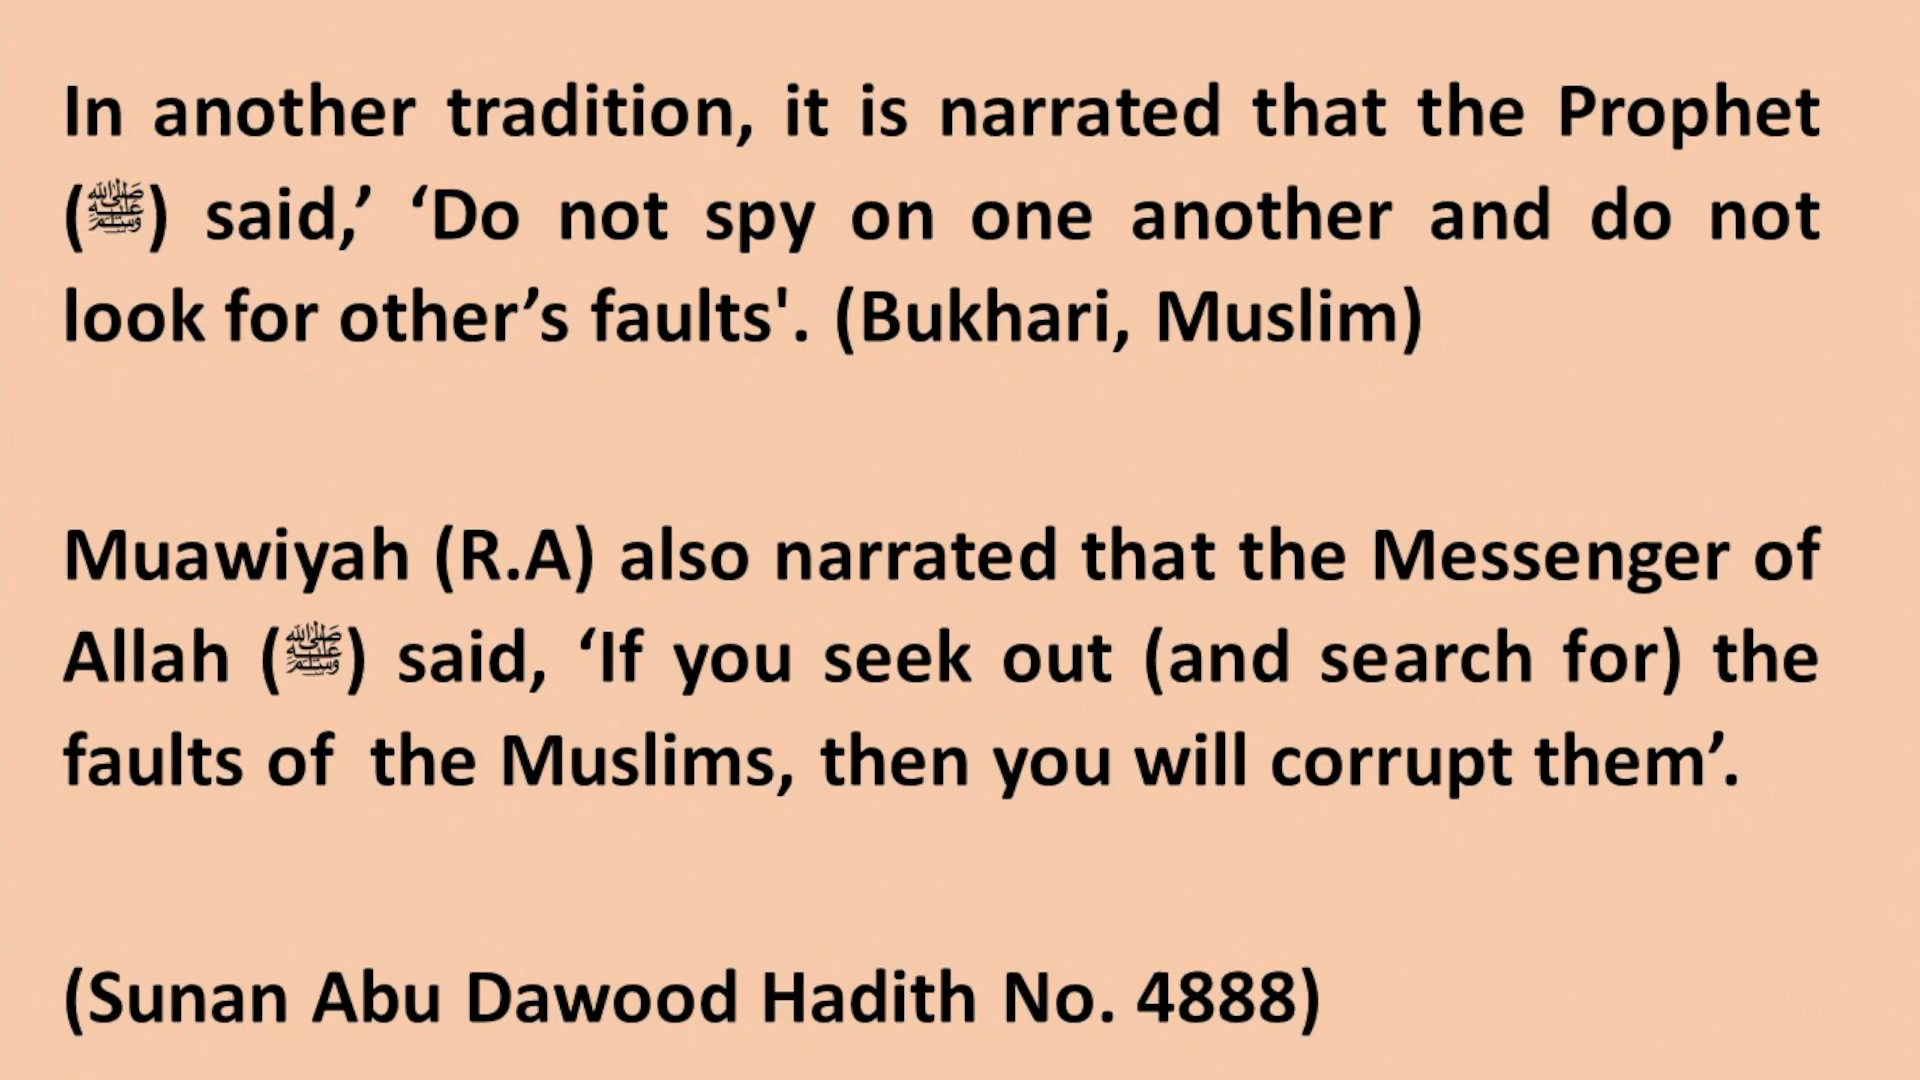 In another tradition, it is narrated that the Prophet
(ﷺ) said,’ ‘Do not spy on one another and do not
look for other’s faults'. (Bukhari, Muslim)
Muawiyah (R.A) also narrated that the Messenger of
Allah (ﷺ) said, ‘If you seek out (and search for) the
faults of the Muslims, then you will corrupt them’.
(Sunan Abu Dawood Hadith No. 4888)